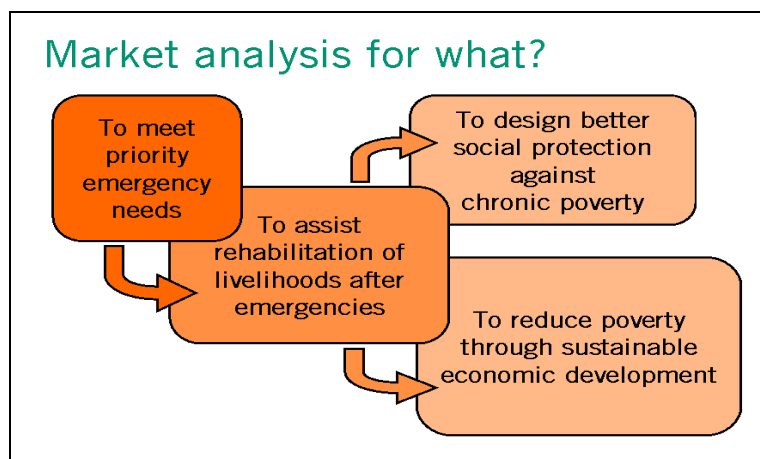 Market analysis for what?
To meet
priority
emergency
needs
To assist
rehabilitation of
livelihoods after
emergencies
To design better
social protection
against
chronic poverty
To reduce poverty
through sustainable
economic development